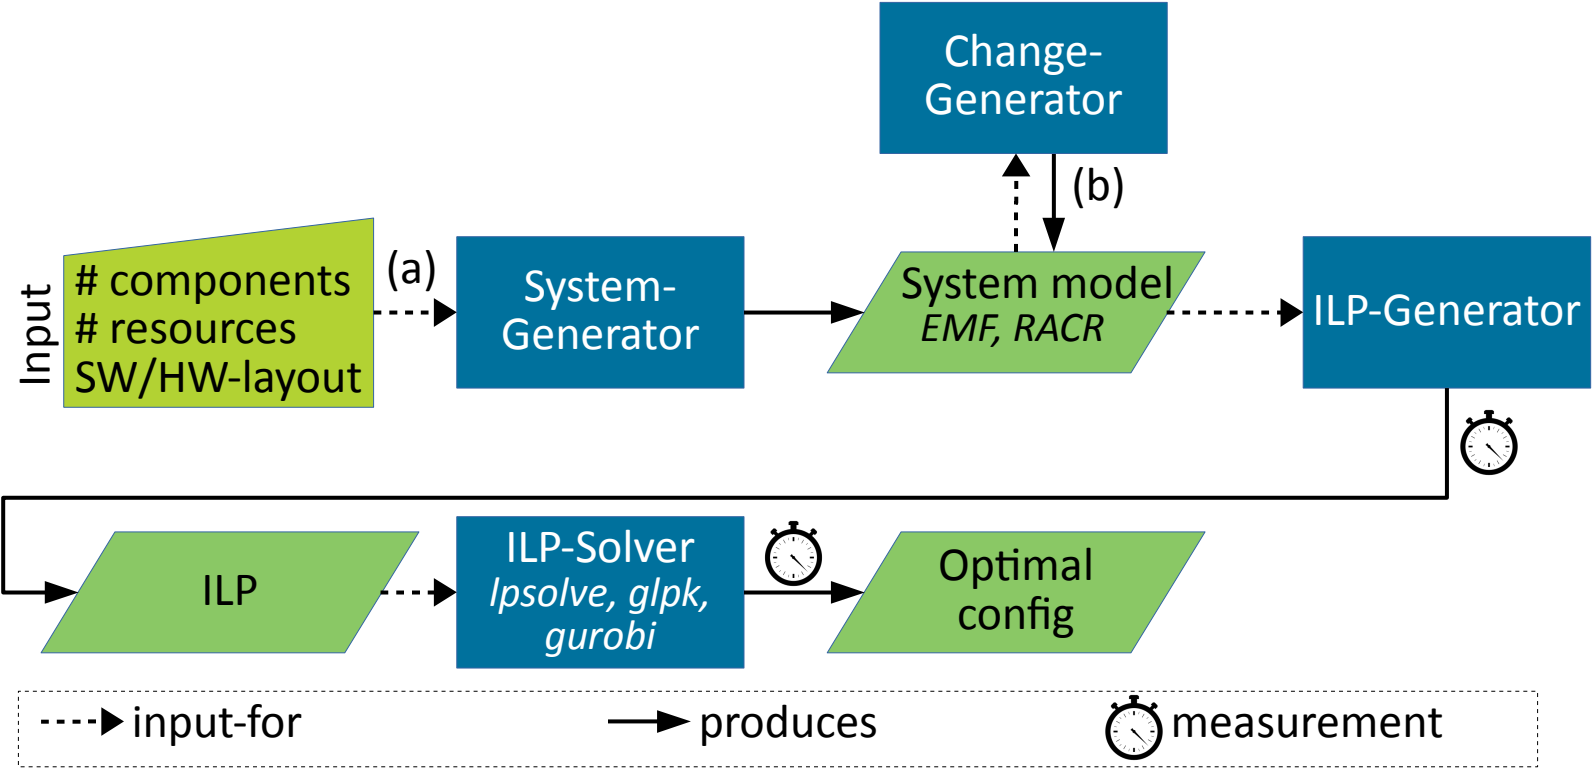 Change-
Generator
(b)
Input
# components
# resources
SW/HW-layout
(a)
System-
Generator
System model
EMF, RACR
ILP-Generator
ILP
ILP-Solver
lpsolve, glpk,
gurobi
Optimal
config
input-for
produces
measurement